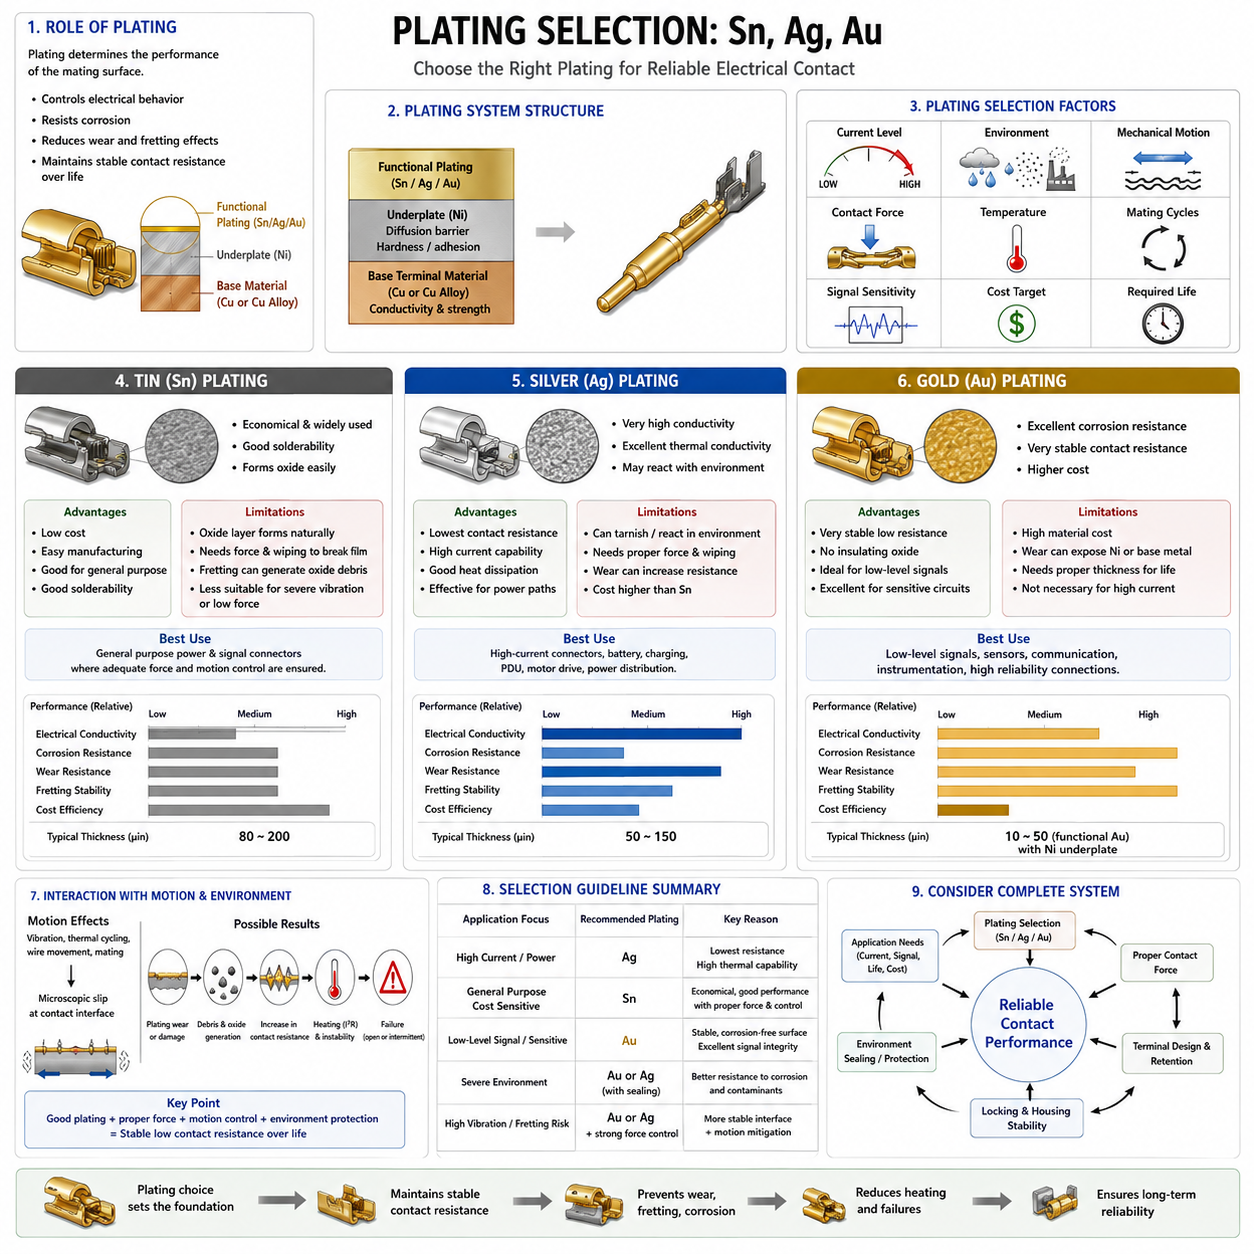 PLATING SELECTION: Sn, Ag, Au
Choose the Right Plating for Reliable Electrical Contact
1. ROLE OF PLATING
Plating determines the performance
of the mating surface.
• Controls electrical behavior
• Resists corrosion
• Reduces wear and fretting effects
• Maintains stable contact resistance
over life
Functional
Plating (Sn/Ag/Au)
Underplate (Ni)
Base Material
(Cu or Cu Alloy)
2. PLATING SYSTEM STRUCTURE
Functional Plating
(Sn / Ag / Au)
Underplate (Ni)
Diffusion barrier
Hardness / adhesion
Base Terminal Material
(Cu or Cu Alloy)
Conductivity & strength
3. PLATING SELECTION FACTORS
Current Level
LOW
HIGH
Environment
Mechanical Motion
Contact Force
Temperature
Mating Cycles
Signal Sensitivity
Cost Target
$
Required Life
4. TIN (Sn) PLATING
• Economical & widely used
• Good solderability
• Forms oxide easily
Advantages
• Low cost
• Easy manufacturing
• Good for general purpose
• Good solderability
Limitations
• Oxide layer forms naturally
• Needs force & wiping to break film
• Fretting can generate oxide debris
• Less suitable for severe vibration
or low force
Best Use
General purpose power & signal connectors
where adequate force and motion control are ensured.
Performance (Relative)
Low Medium High
Electrical Conductivity
Corrosion Resistance
Wear Resistance
Fretting Stability
Cost Efficiency
Typical Thickness (µin) 80 ~ 200
5. SILVER (Ag) PLATING
• Very high conductivity
• Excellent thermal conductivity
• May react with environment
Advantages
• Lowest contact resistance
• High current capability
• Good heat dissipation
• Effective for power paths
Limitations
• Can tarnish / react in environment
• Needs proper force & wiping
• Wear can increase resistance
• Cost higher than Sn
Best Use
High-current connectors, battery, charging,
PDU, motor drive, power distribution.
Performance (Relative)
Low Medium High
Electrical Conductivity
Corrosion Resistance
Wear Resistance
Fretting Stability
Cost Efficiency
Typical Thickness (µin) 50 ~ 150
6. GOLD (Au) PLATING
• Excellent corrosion resistance
• Very stable contact resistance
• Higher cost
Advantages
• Very stable low resistance
• No insulating oxide
• Ideal for low-level signals
• Excellent for sensitive circuits
Limitations
• High material cost
• Wear can expose Ni or base metal
• Needs proper thickness for life
• Not necessary for high current
Best Use
Low-level signals, sensors, communication,
instrumentation, high reliability connections.
Performance (Relative)
Low Medium High
Electrical Conductivity
Corrosion Resistance
Wear Resistance
Fretting Stability
Cost Efficiency
Typical Thickness (µin) 10 ~ 50 (functional Au)
with Ni underplate
7. INTERACTION WITH MOTION & ENVIRONMENT
Motion Effects
Vibration, thermal cycling,
wire movement, mating
Microscopic slip
at contact interface
Possible Results
Plating wear
or damage
Debris & oxide
generation
Increase in
contact resistance
Heating (I²R)
& instability
Failure
(open or intermittent)
Key Point
Good plating + proper force + motion control + environment protection
= Stable low contact resistance over life
8. SELECTION GUIDELINE SUMMARY
Application Focus Recommended Plating Key Reason
High Current / Power Ag Lowest resistance
High thermal capability
General Purpose
Cost Sensitive Sn Economical, good performance
with proper force & control
Low-Level Signal / Sensitive Au Stable, corrosion-free surface
Excellent signal integrity
Severe Environment Au or Ag
(with sealing) Better resistance to corrosion
and contaminants
High Vibration / Fretting Risk Au or Ag
+ strong force control More stable interface
+ motion mitigation
9. CONSIDER COMPLETE SYSTEM
Plating Selection
(Sn / Ag / Au)
Application Needs
(Current, Signal,
Life, Cost)
Proper Contact
Force
Reliable
Contact
Performance
Environment
Sealing / Protection
Terminal Design &
Retention
Locking & Housing
Stability
Plating choice
sets the foundation
Maintains stable
contact resistance
Prevents wear,
fretting, corrosion
Reduces heating
and failures
Ensures long-term
reliability